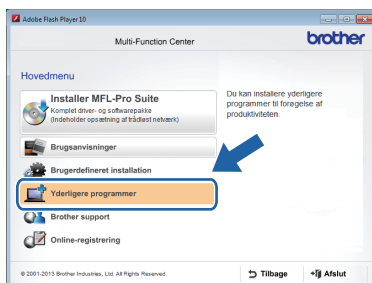 Adobe Flash Player 10
Multi-Function Center
brother
Hovedmenu
Installer MFL-Pro Suite
Komplet driver- og softwarepakke
(Indeholder opsætning af trådløst netværk)
Du kan installere yderligere
programmer til forøgelse af
produktiviteten.
Brugsanvisninger
Brugerdefineret installation
Yderligere programmer
Brother support
Online-registrering
© 2001-2013 Brother Industries, Ltd. All Rights Reserved.
Tilbage
Afslut